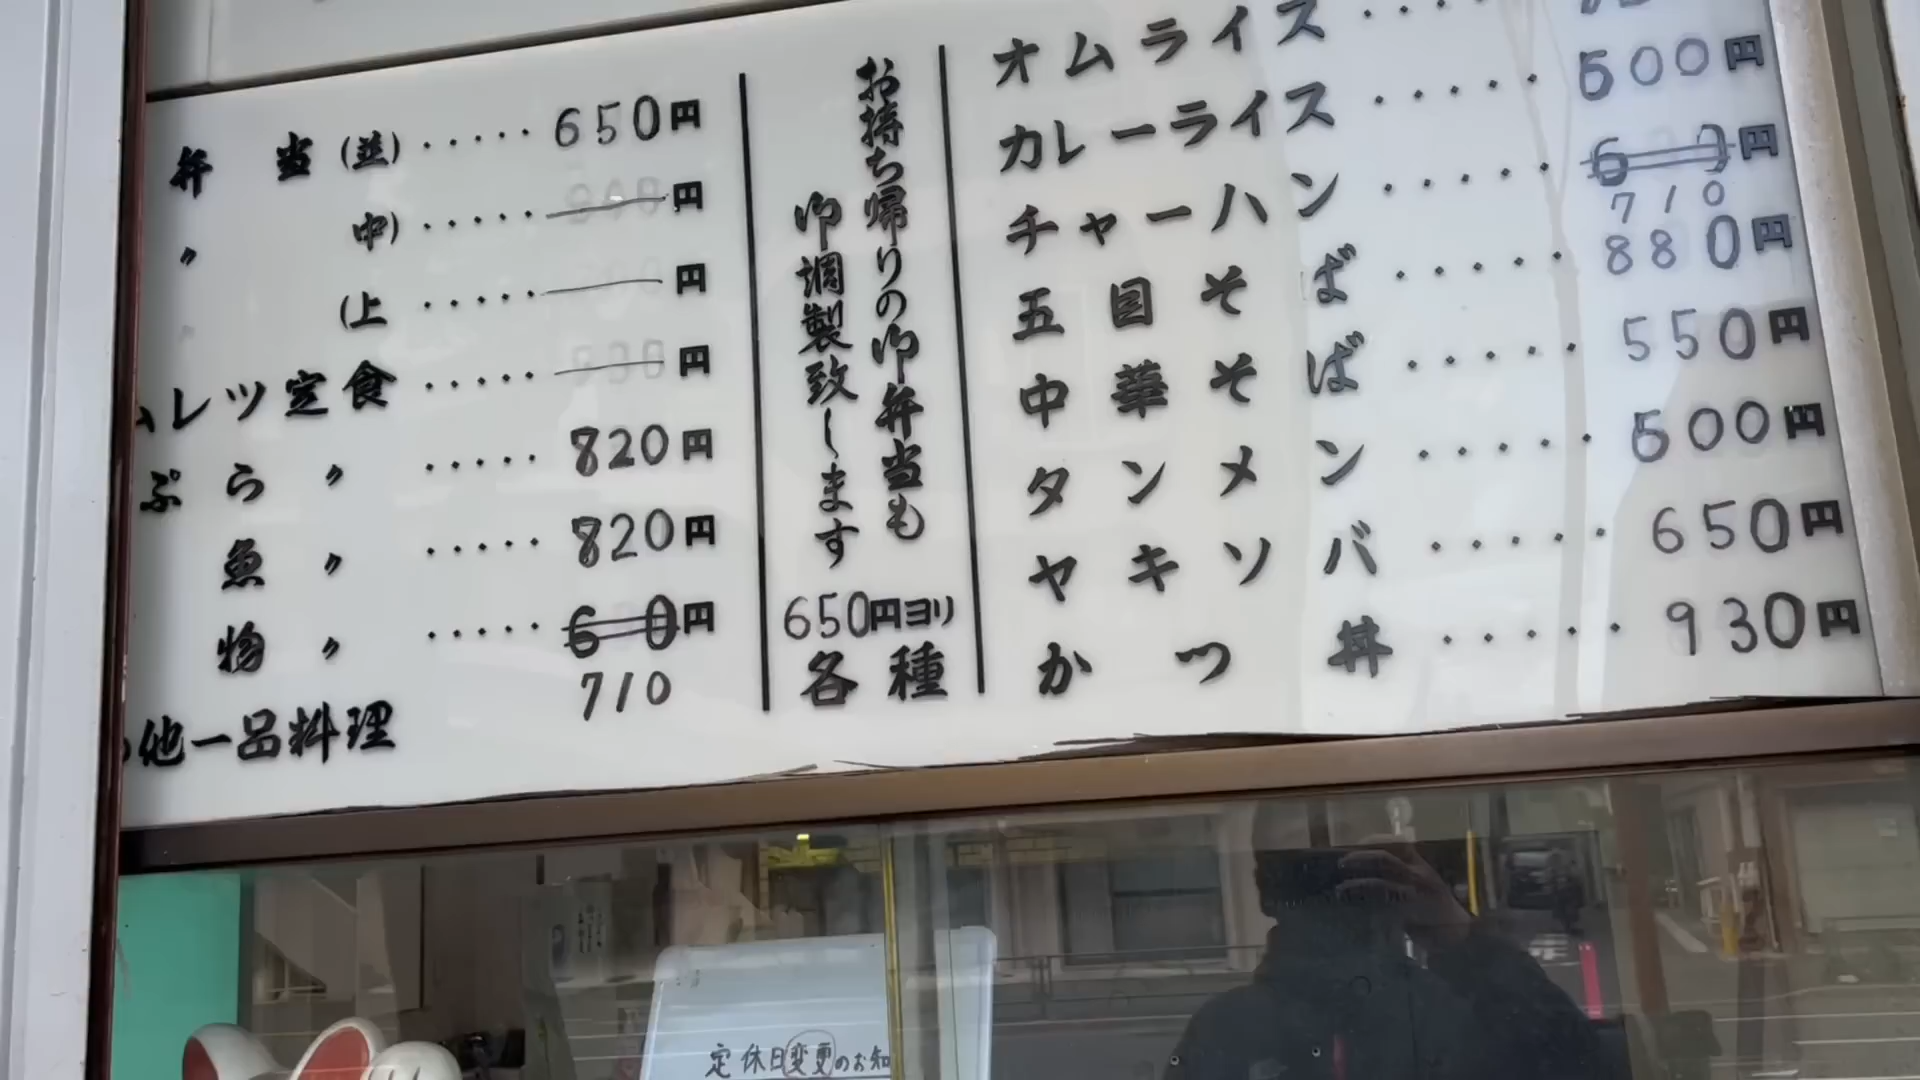 弁当(並)‥‥‥650円
〃 中)‥‥‥円
(上‥‥‥円
ムレツ定食‥‥‥円
ぷら〃‥‥‥820円
魚〃‥‥‥820円
物〃‥‥‥円
710
他一品料理
お持ち帰りの御弁当も
御調製致します
650円ヨリ
各種
オムライス‥‥‥
カレーライス‥‥‥600円
チャーハン‥‥‥円
710
五目そば‥‥‥880円
中華そば‥‥‥550円
タンメン‥‥‥600円
ヤキソバ‥‥‥650円
かつ丼‥‥‥930円
定休日変更のお知